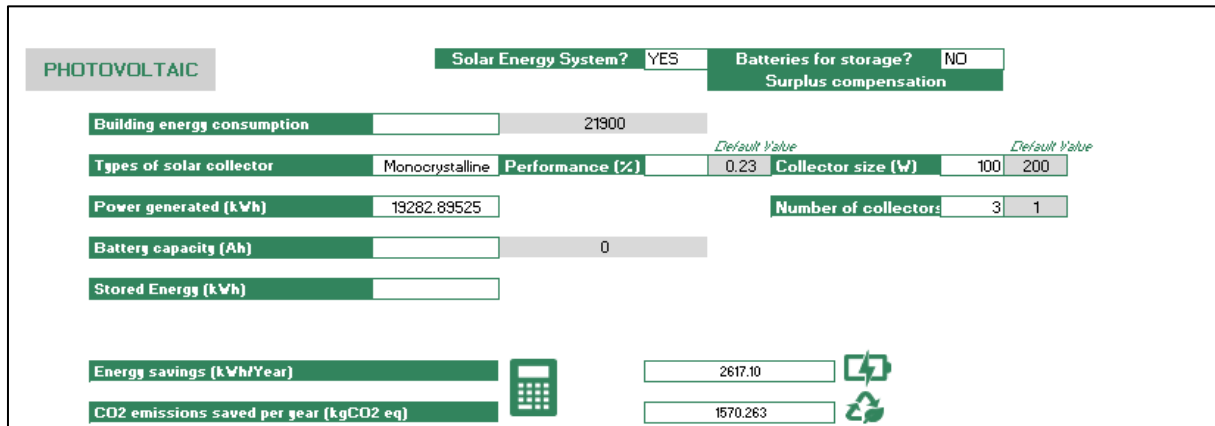 Solar Energy System? YES Batteries for storage? NO
PHOTOVOLTAIC
Surplus compensation
Building energy consumption 21900
Default Value Default Value
Types of solar collector Monocrystalline Performance (%) 0.23 Collector size (W) 100 200
Power generated (kWh) 19282.89525 Number of collectors 3 1
Battery capacity (Ah) 0
Stored Energy (kWh)
Energy savings (kWh/Year) 2617.10
CO2 emissions saved per year (kgCO2 eq) 1570.263